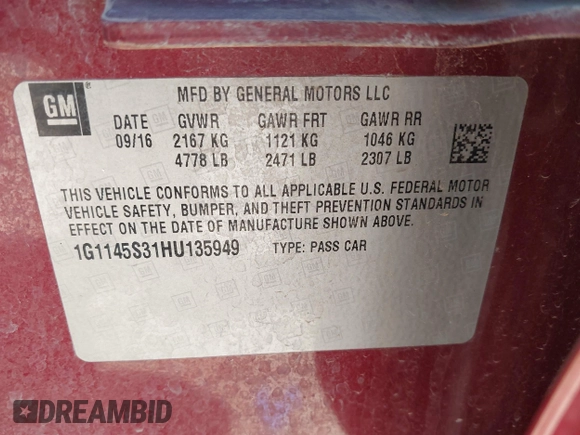 GM
®
MFD BY GENERAL MOTORS LLC
DATE GVWR GAWR FRT GAWR RR
09/16 2167 KG 1121 KG 1046 KG
4778 LB 2471 LB 2307 LB
THIS VEHICLE CONFORMS TO ALL APPLICABLE U.S. FEDERAL MOTOR
VEHICLE SAFETY, BUMPER, AND THEFT PREVENTION STANDARDS IN
EFFECT ON THE DATE OF MANUFACTURE SHOWN ABOVE.
1G1145S31HU135949 TYPE: PASS CAR
DREAMBID